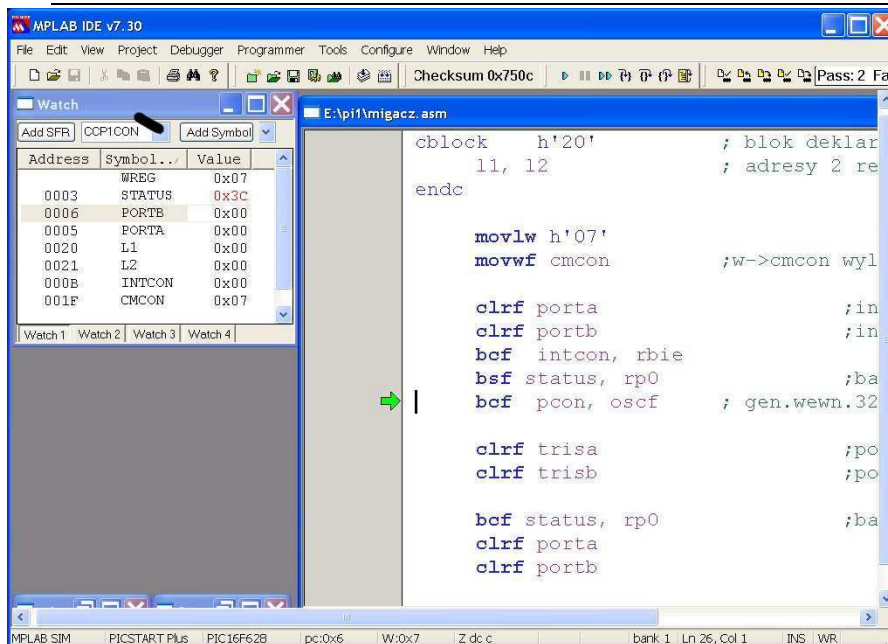 MPLAB IDE v7.30
File Edit View Project Debugger Programmer Tools Configure Window Help
Checksum 0x750c
Pass: 2 Fa
Watch
Add SFR CCP1CON Add Symbol
Address Symbol.. Value
WREG 0x07
0003 STATUS 0x3C
0006 PORTB 0x00
0005 PORTA 0x00
0020 L1 0x00
0021 L2 0x00
000B INTCON 0x00
001F CMCON 0x07
Watch 1 Watch 2 Watch 3 Watch 4
E:\pi1\migacz.asm
cblock h'20' ; blok deklar
l1, l2 ; adresy 2 re
endc
movlw h'07'
movwf cmcon ;w->cmcon wyl
clrf porta ;in
clrf portb ;in
bcf intcon, rbie
bsf status, rp0 ;ba
bcf pcon, oscf ; gen.wewn.32
clrf trisa ;po
clrf trisb ;po
bcf status, rp0 ;ba
clrf porta
clrf portb
MPLAB SIM PICSTART Plus PIC16F628 pc:0x6 W:0x7 Z dc c bank 1 Ln 26, Col 1 INS WR